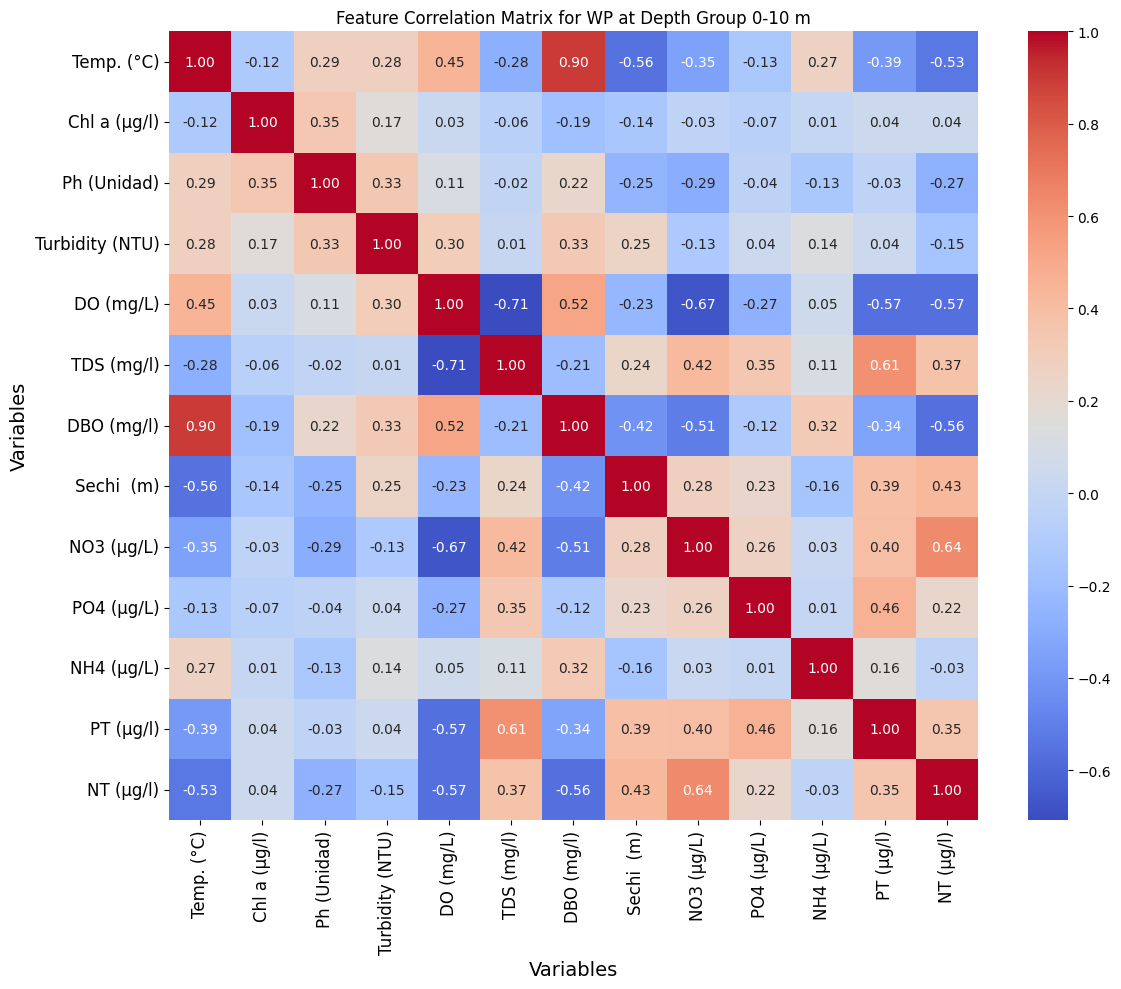 Feature Correlation Matrix for WP at Depth Group 0-10 m
Variables
Temp. (°C) 1.00 -0.12 0.29 0.28 0.45 -0.28 0.90 -0.56 -0.35 -0.13 0.27 -0.39 -0.53
Chl a (µg/l) -0.12 1.00 0.35 0.17 0.03 -0.06 -0.19 -0.14 -0.03 -0.07 0.01 0.04 0.04
Ph (Unidad) 0.29 0.35 1.00 0.33 0.11 -0.02 0.22 -0.25 -0.29 -0.04 -0.13 -0.03 -0.27
Turbidity (NTU) 0.28 0.17 0.33 1.00 0.30 0.01 0.33 0.25 -0.13 0.04 0.14 0.04 -0.15
DO (mg/L) 0.45 0.03 0.11 0.30 1.00 -0.71 0.52 -0.23 -0.67 -0.27 0.05 -0.57 -0.57
TDS (mg/l) -0.28 -0.06 -0.02 0.01 -0.71 1.00 -0.21 0.24 0.42 0.35 0.11 0.61 0.37
DBO (mg/l) 0.90 -0.19 0.22 0.33 0.52 -0.21 1.00 -0.42 -0.51 -0.12 0.32 -0.34 -0.56
Sechi  (m) -0.56 -0.14 -0.25 0.25 -0.23 0.24 -0.42 1.00 0.28 0.23 -0.16 0.39 0.43
NO3 (µg/L) -0.35 -0.03 -0.29 -0.13 -0.67 0.42 -0.51 0.28 1.00 0.26 0.03 0.40 0.64
PO4 (µg/L) -0.13 -0.07 -0.04 0.04 -0.27 0.35 -0.12 0.23 0.26 1.00 0.01 0.46 0.22
NH4 (µg/L) 0.27 0.01 -0.13 0.14 0.05 0.11 0.32 -0.16 0.03 0.01 1.00 0.16 -0.03
PT (µg/l) -0.39 0.04 -0.03 0.04 -0.57 0.61 -0.34 0.39 0.40 0.46 0.16 1.00 0.35
NT (µg/l) -0.53 0.04 -0.27 -0.15 -0.57 0.37 -0.56 0.43 0.64 0.22 -0.03 0.35 1.00
Temp. (°C)
Chl a (µg/l)
Ph (Unidad)
Turbidity (NTU)
DO (mg/L)
TDS (mg/l)
DBO (mg/l)
Sechi  (m)
NO3 (µg/L)
PO4 (µg/L)
NH4 (µg/L)
PT (µg/l)
NT (µg/l)
Variables
1.0
0.8
0.6
0.4
0.2
0.0
−0.2
−0.4
−0.6